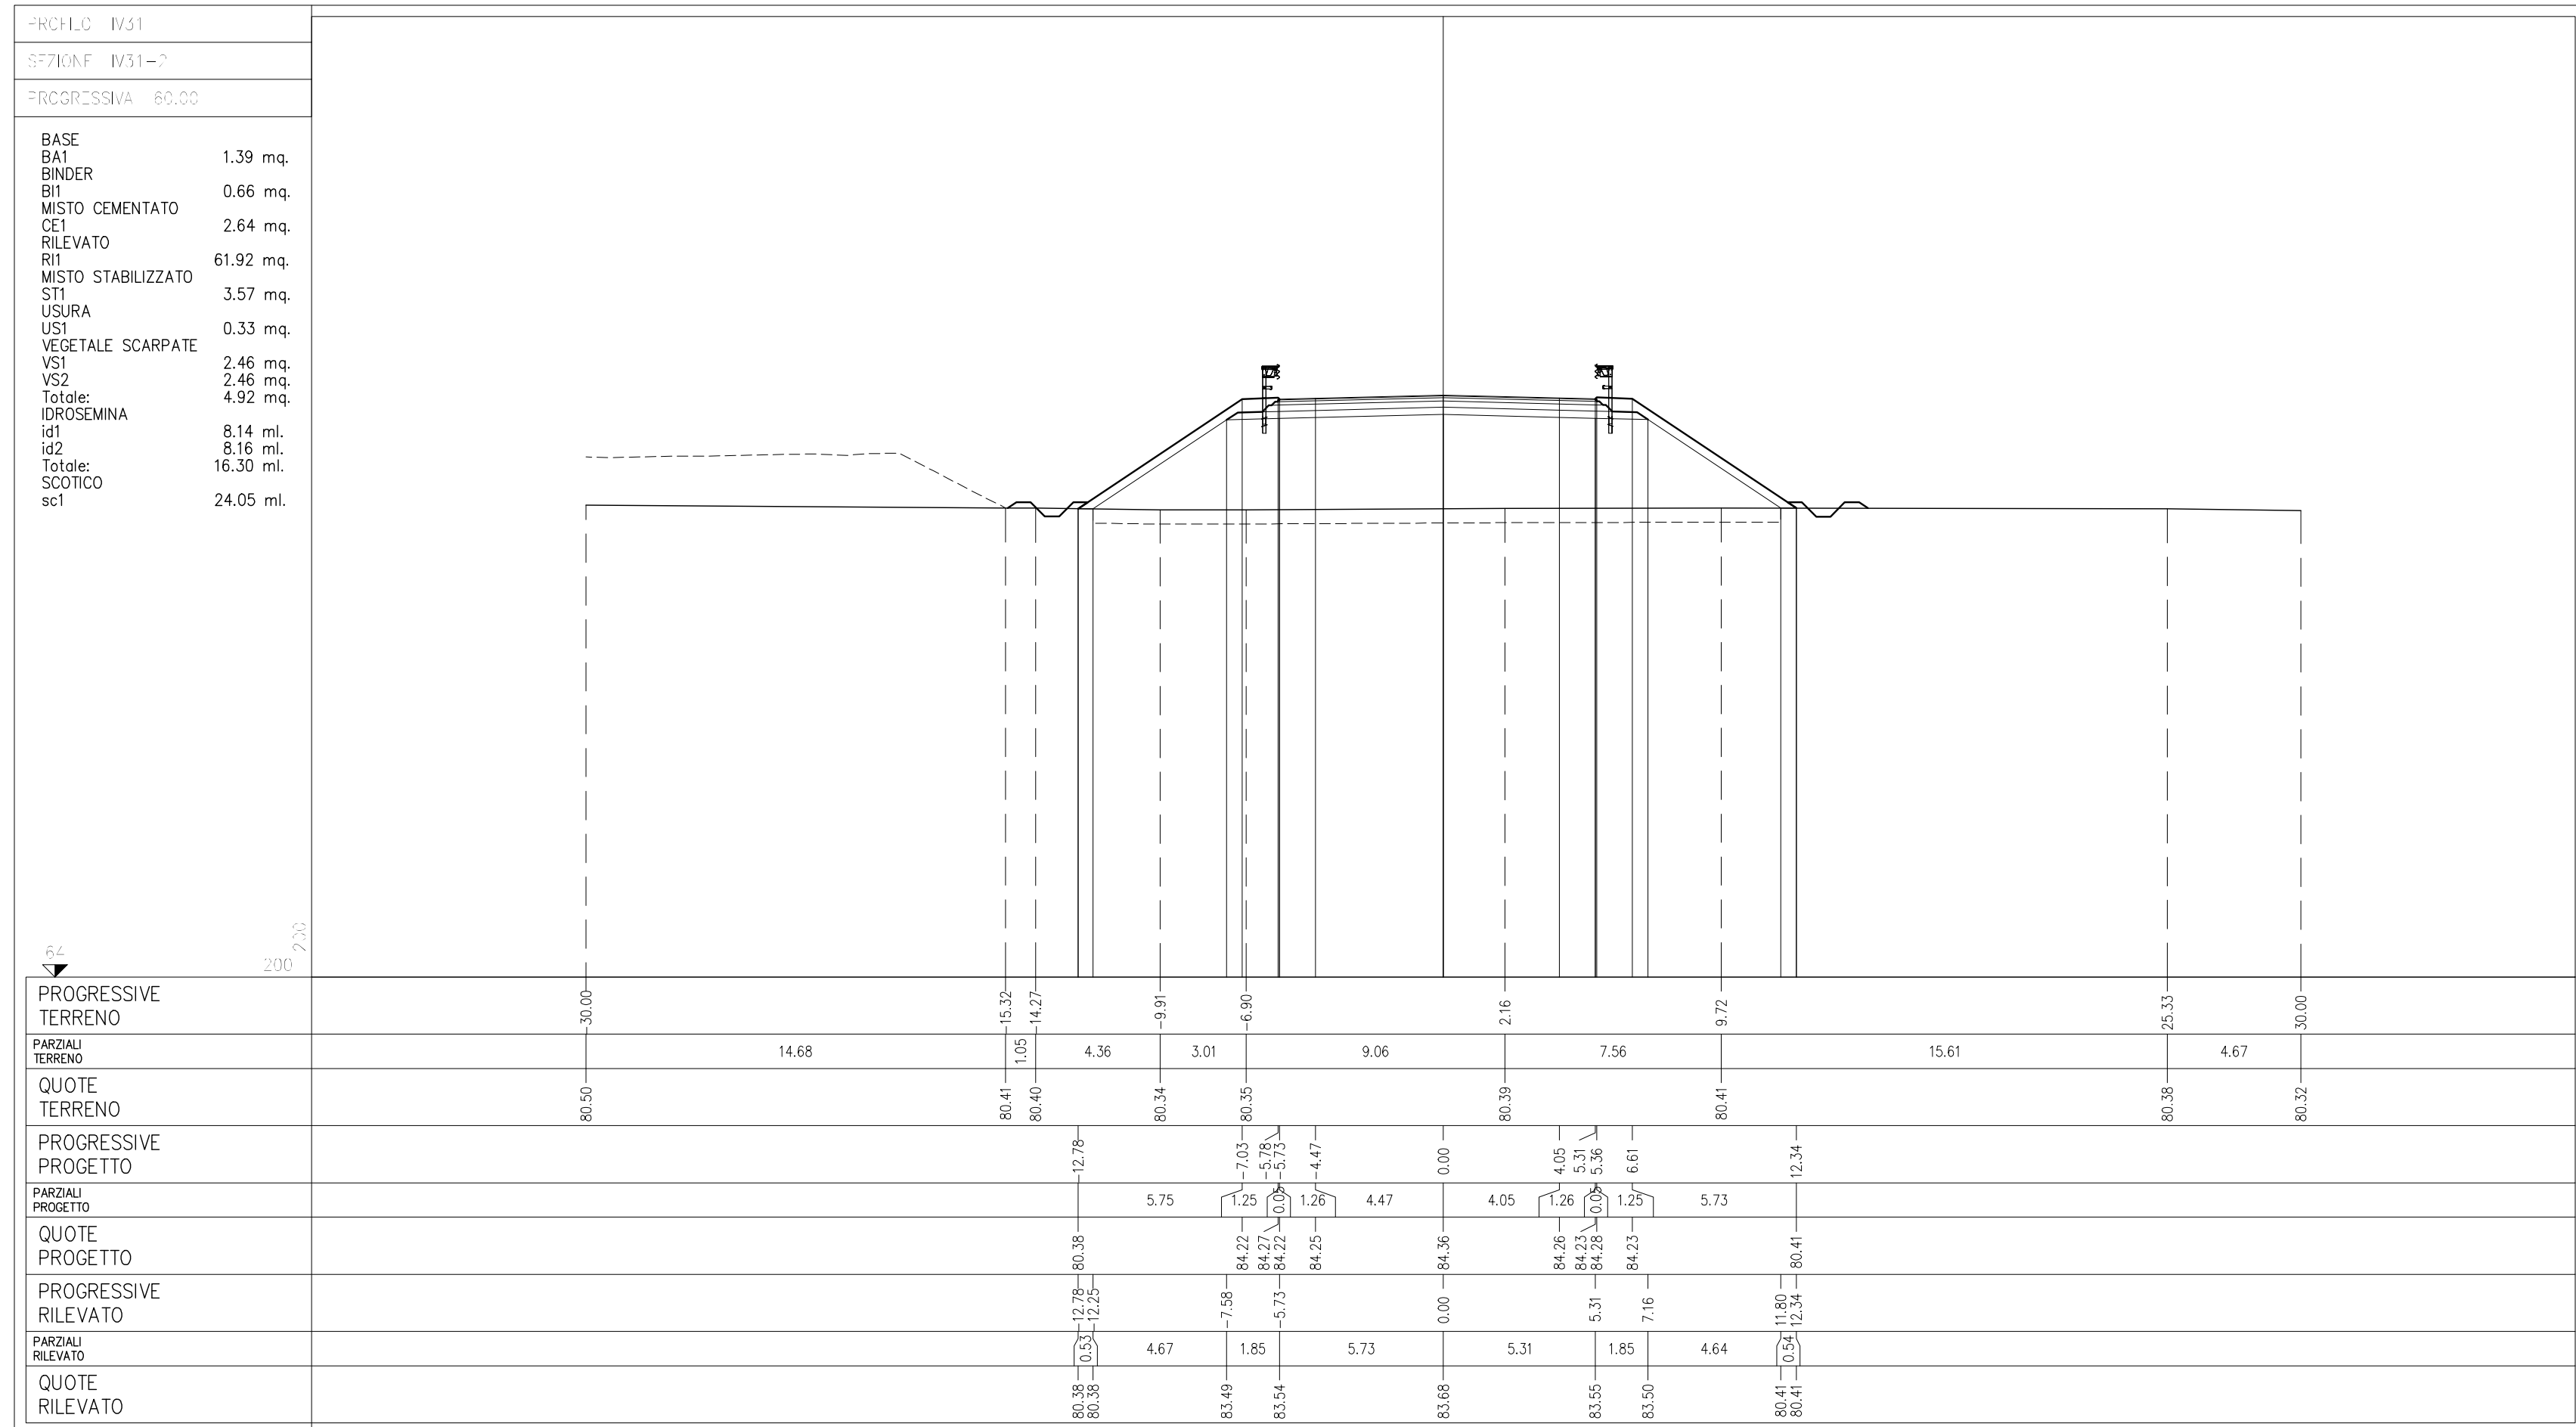 PROFILO IV31
SEZIONE IV31-2
PROGRESSIVA 60.00
BASE
BA1 1.39 mq.
BINDER
BI1 0.66 mq.
MISTO CEMENTATO
CE1 2.64 mq.
RILEVATO
RI1 61.92 mq.
MISTO STABILIZZATO
ST1 3.57 mq.
USURA
US1 0.33 mq.
VEGETALE SCARPATE
VS1 2.46 mq.
VS2 2.46 mq.
Totale: 4.92 mq.
IDROSEMINA
id1 8.14 ml.
id2 8.16 ml.
Totale: 16.30 ml.
SCOTICO
sc1 24.05 ml.
64
200
200
PROGRESSIVE
TERRENO
-30.00 -15.32 -14.27 -9.91 -6.90 2.16 9.72 25.33 30.00
PARZIALI
TERRENO
14.68 1.05 4.36 3.01 9.06 7.56 15.61 4.67
QUOTE
TERRENO
80.50 80.41 80.40 80.34 80.35 80.39 80.41 80.38 80.32
PROGRESSIVE
PROGETTO
-12.78 -7.03 -5.78 -5.73 -4.47 0.00 4.05 5.31 5.36 6.61 12.34
PARZIALI
PROGETTO
5.75 1.25 0.05 1.26 4.47 4.05 1.26 0.05 1.25 5.73
QUOTE
PROGETTO
80.38 84.22 84.27 84.22 84.25 84.36 84.26 84.23 84.28 84.23 80.41
PROGRESSIVE
RILEVATO
-12.78 -12.25 -7.58 -5.73 0.00 5.31 7.16 11.80 12.34
PARZIALI
RILEVATO
0.53 4.67 1.85 5.73 5.31 1.85 4.64 0.54
QUOTE
RILEVATO
80.38 80.38 83.49 83.54 83.68 83.55 83.50 80.41 80.41